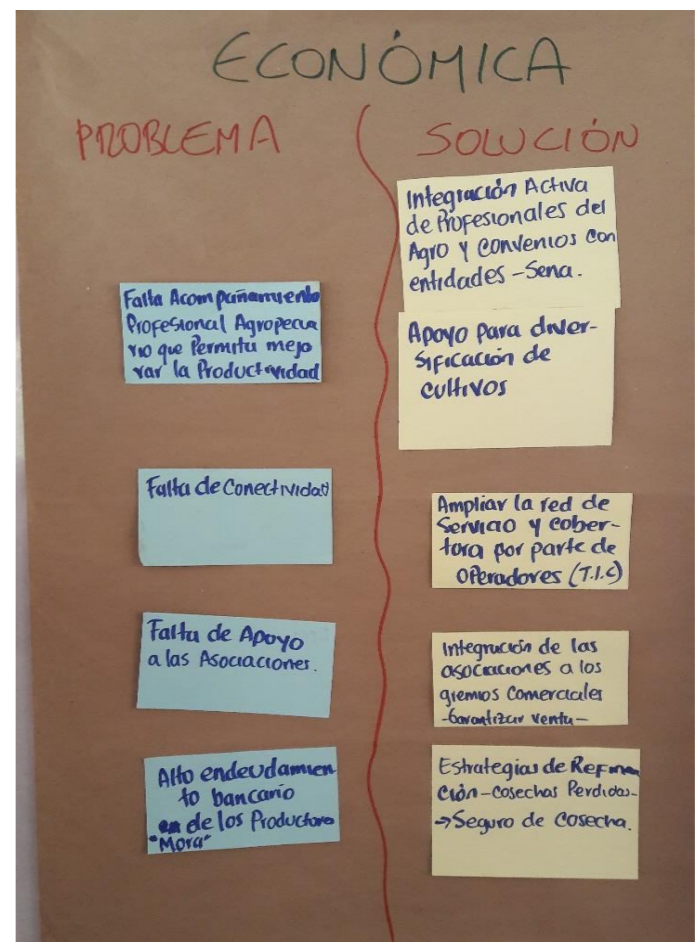 ECONÓMICA
PROBLEMA
SOLUCIÓN
Falta Acompañamiento
Profesional Agropecua
rio que Permita mejo
rar la Productividad
Integración Activa
de Profesionales del
Agro y convenios con
entidades - Sena.
Apoyo para diver-
sificación de
cultivos
Falta de Conectividad
Ampliar la red de
Servicio y cober-
tora por parte de
Operadores (T.I.C)
Falta de Apoyo
a las Asociaciones.
Integración de las
asociaciones a los
gremios Comerciales
- Garantizar venta -
Alto endeudamien
to bancario
de los Productores
"Mora"
Estrategias de
ción - Cosechas Perdidas -
→ Seguro de Cosecha.